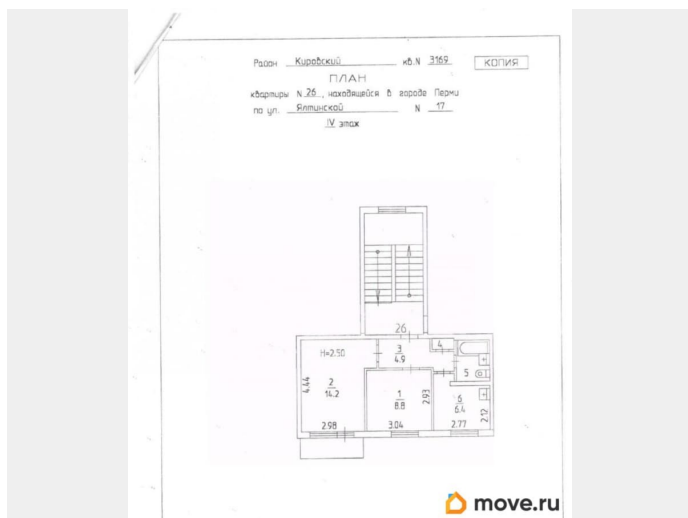 Район Кировский кв.N 3169 КОПИЯ
ПЛАН
квартиры N 26, находящейся в городе Перми
по ул. Ялтинской N 17
IV этаж
26
H=2.50
3
4.9
4
5
4.44
2
14.2
1
8.8
2.93
6
6.4
2.12
2.98
3.04
2.77
move.ru